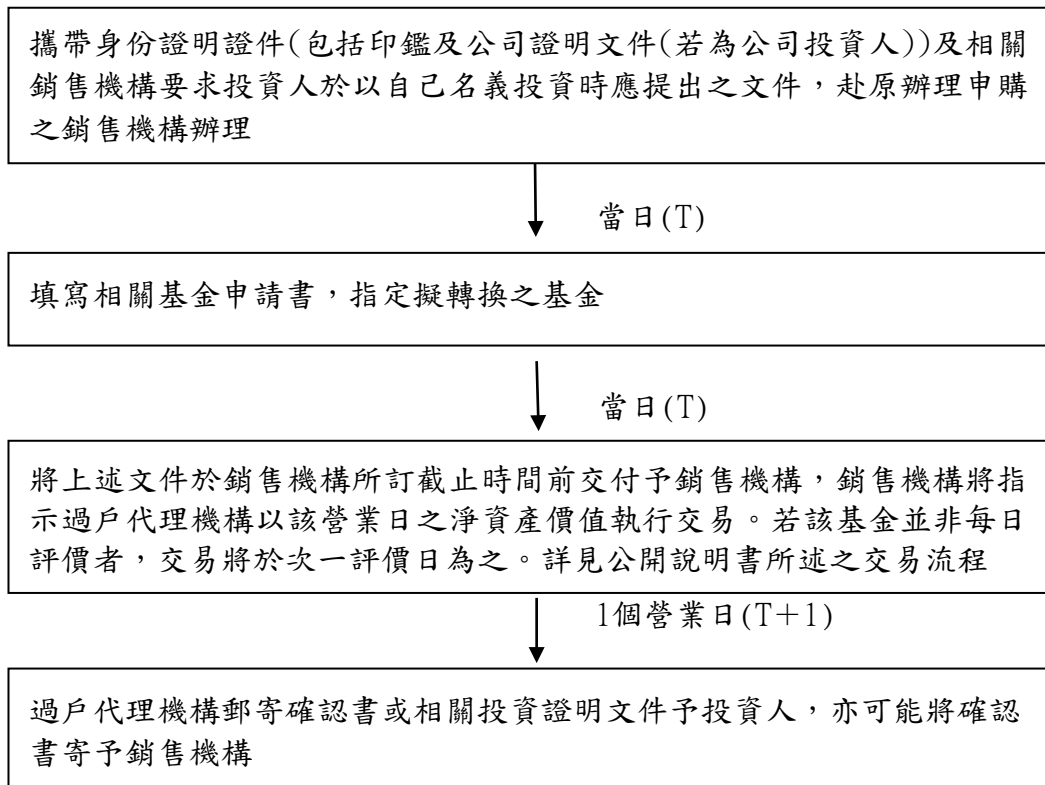 攜帶身份證明證件(包括印鑑及公司證明文件(若為公司投資人))及相關
銷售機構要求投資人於以自己名義投資時應提出之文件，赴原辦理申購
之銷售機構辦理
當日(T)
填寫相關基金申請書，指定擬轉換之基金
當日(T)
將上述文件於銷售機構所訂截止時間前交付予銷售機構，銷售機構將指
示過戶代理機構以該營業日之淨資產價值執行交易。若該基金並非每日
評價者，交易將於次一評價日為之。詳見公開說明書所述之交易流程
1個營業日(T＋1)
過戶代理機構郵寄確認書或相關投資證明文件予投資人，亦可能將確認
書寄予銷售機構